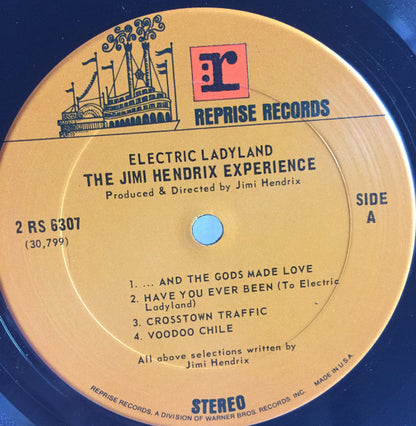 r
REPRISE RECORDS
ELECTRIC LADYLAND
THE JIMI HENDRIX EXPERIENCE
Produced & Directed by Jimi Hendrix
2 RS 6307
(30,799)
SIDE
A
1. ... AND THE GODS MADE LOVE
2. HAVE YOU EVER BEEN (To Electric
Ladyland)
3. CROSSTOWN TRAFFIC
4. VOODOO CHILE
All above selections written by
Jimi Hendrix
STEREO
REPRISE RECORDS, A DIVISION OF WARNER BROS. RECORDS, INC. MADE IN U.S.A.